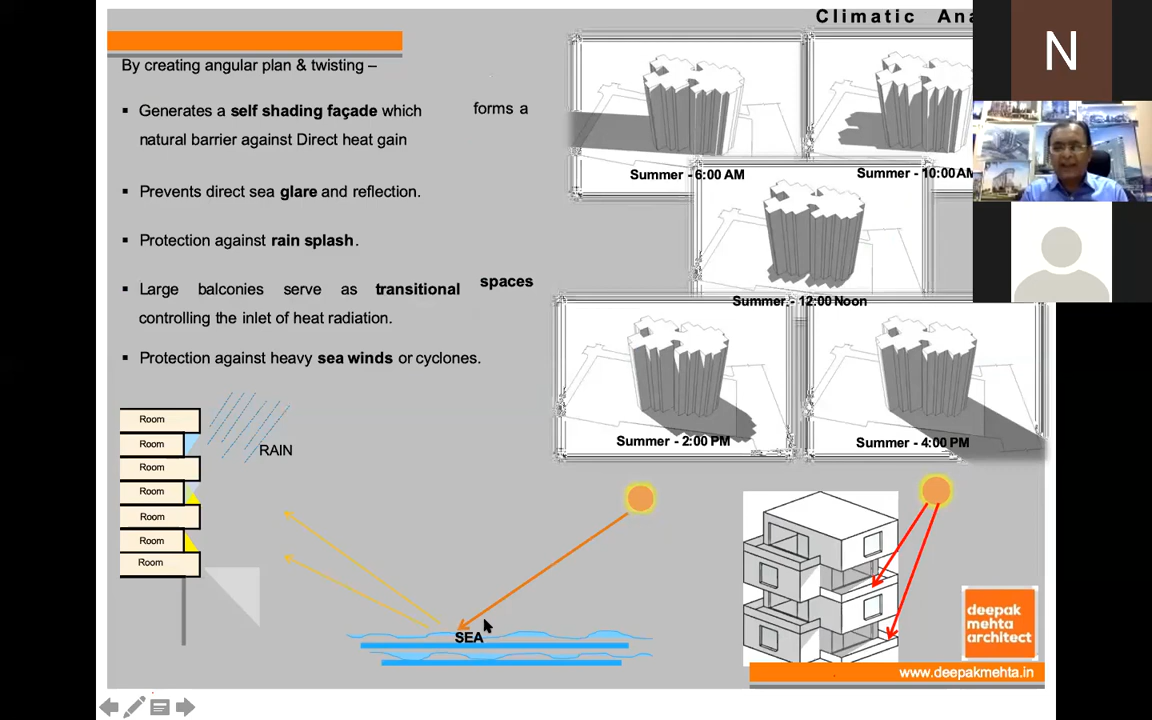 Climatic Ana
N
By creating angular plan & twisting –
▪ Generates a self shading façade which forms a
natural barrier against Direct heat gain
▪ Prevents direct sea glare and reflection.
▪ Protection against rain splash.
▪ Large balconies serve as transitional spaces
controlling the inlet of heat radiation.
▪ Protection against heavy sea winds or cyclones.
Summer - 6:00 AM
Summer - 10:00 AM
Summer - 12:00 Noon
Summer - 2:00 PM
Summer - 4:00 PM
Room
Room
Room
Room
Room
Room
Room
RAIN
SEA
deepak
mehta
architect
www.deepakmehta.in